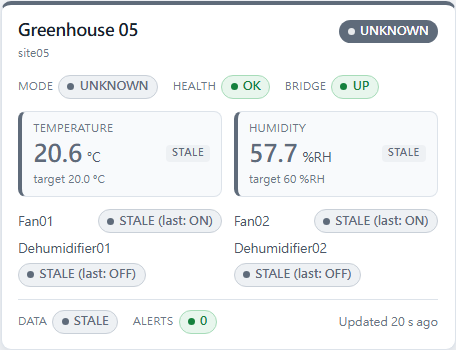 Greenhouse 05
UNKNOWN
site05
MODE UNKNOWN HEALTH OK BRIDGE UP
TEMPERATURE
20.6 °C
STALE
target 20.0 °C
HUMIDITY
57.7 %RH
STALE
target 60 %RH
Fan01 STALE (last: ON)
Fan02 STALE (last: ON)
Dehumidifier01
STALE (last: OFF)
Dehumidifier02
STALE (last: OFF)
DATA STALE ALERTS 0 Updated 20 s ago